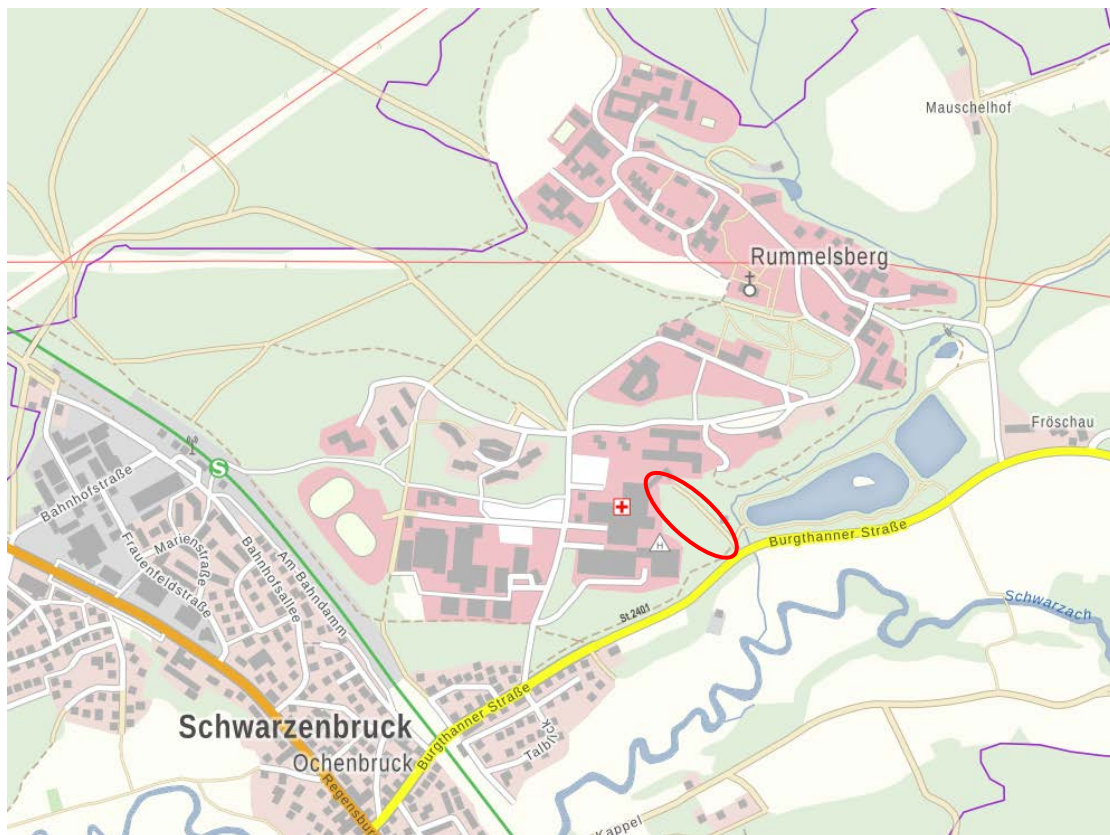 Mauschelhof
Rummelsberg
Fröschau
S
Bahnhofstraße
Marienstraße
Frauenfeldstraße
Bahnhofsallee
Am Bahndamm
H
Burgthanner Straße
St 2401
Schwarzach
Schwarzenbruck
Ochenbruck
Burgthanner Straße
Talblick
Regensbur
Kappel